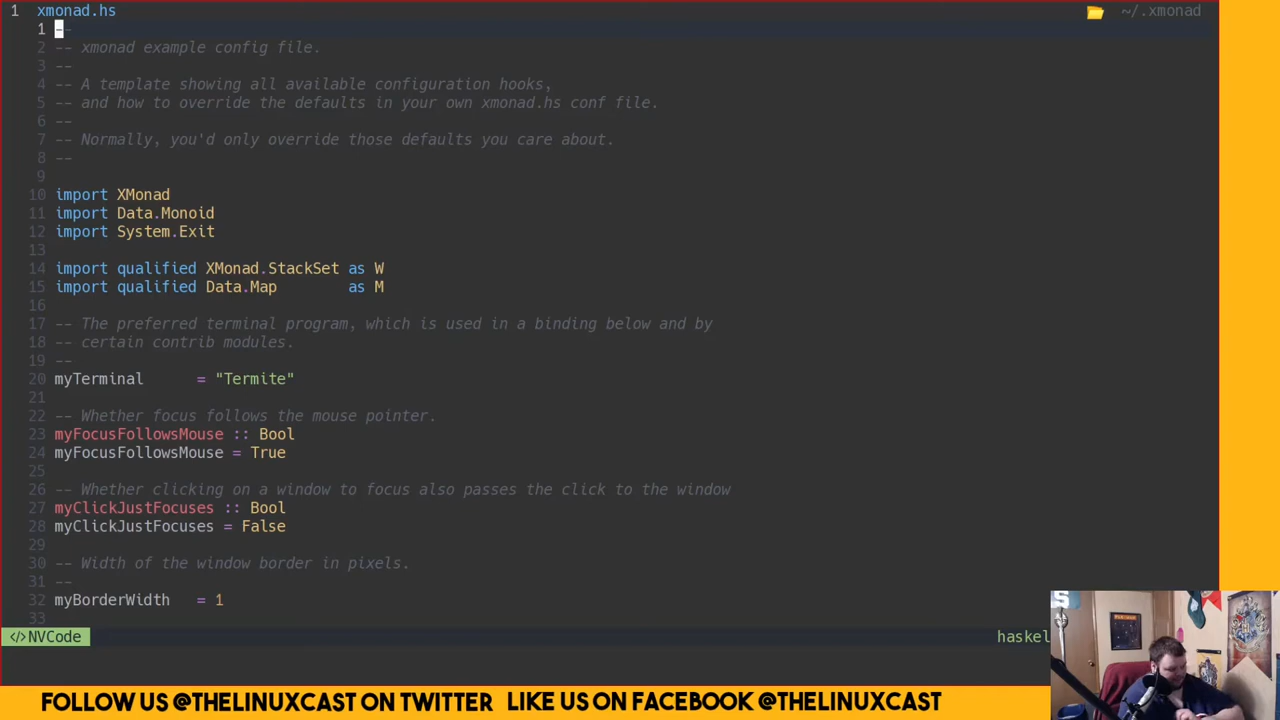 1 xmonad.hs ~/.xmonad
1 --
2 -- xmonad example config file.
3 --
4 -- A template showing all available configuration hooks,
5 -- and how to override the defaults in your own xmonad.hs conf file.
6 --
7 -- Normally, you'd only override those defaults you care about.
8 --
9
10 import XMonad
11 import Data.Monoid
12 import System.Exit
13
14 import qualified XMonad.StackSet as W
15 import qualified Data.Map        as M
16
17 -- The preferred terminal program, which is used in a binding below and by
18 -- certain contrib modules.
19 --
20 myTerminal      = "Termite"
21
22 -- Whether focus follows the mouse pointer.
23 myFocusFollowsMouse :: Bool
24 myFocusFollowsMouse = True
25
26 -- Whether clicking on a window to focus also passes the click to the window
27 myClickJustFocuses :: Bool
28 myClickJustFocuses = False
29
30 -- Width of the window border in pixels.
31 --
32 myBorderWidth   = 1
33
</>NVCode haskel
FOLLOW US @THELINUXCAST ON TWITTER LIKE US ON FACEBOOK @THELINUXCAST